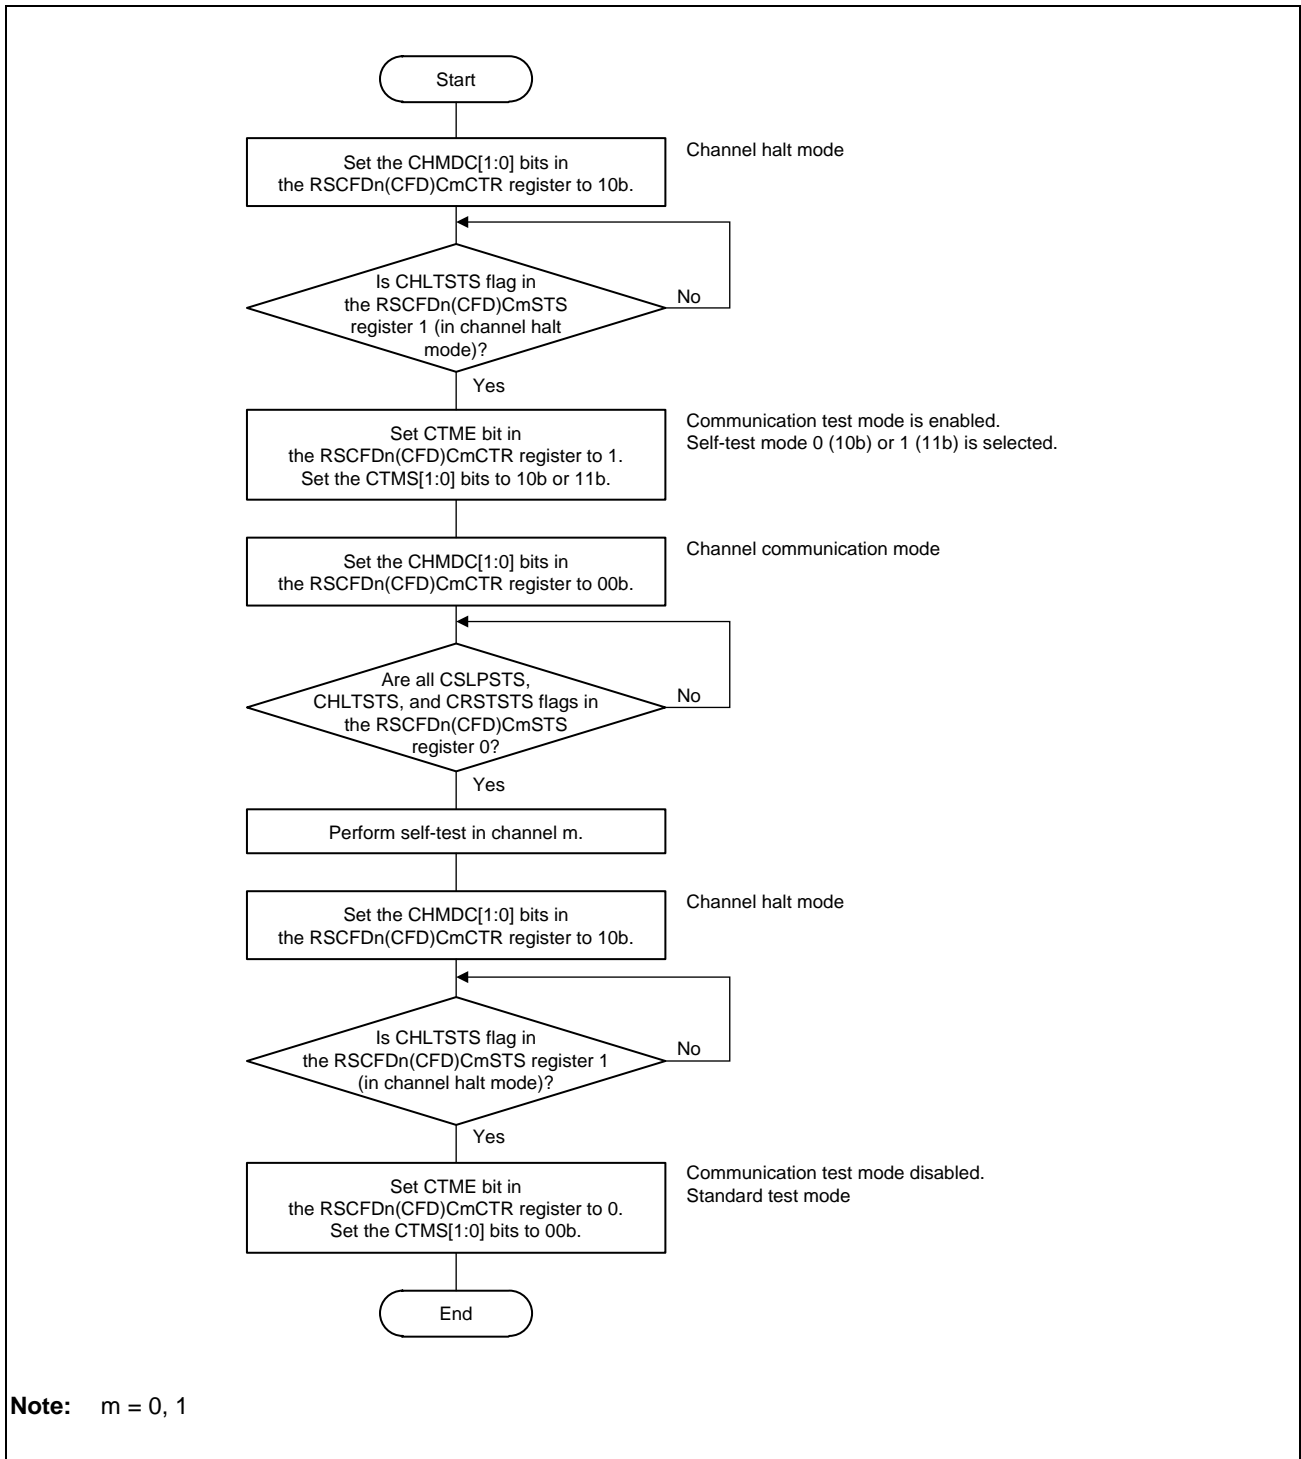 Start
Set the CHMDC[1:0] bits in
the RSCFDn(CFD)CmCTR register to 10b.
Channel halt mode
Is CHLTSTS flag in
the RSCFDn(CFD)CmSTS
register 1 (in channel halt
mode)?
No
Yes
Set CTME bit in
the RSCFDn(CFD)CmCTR register to 1.
Set the CTMS[1:0] bits to 10b or 11b.
Communication test mode is enabled.
Self-test mode 0 (10b) or 1 (11b) is selected.
Set the CHMDC[1:0] bits in
the RSCFDn(CFD)CmCTR register to 00b.
Channel communication mode
Are all CSLPSTS,
CHLTSTS, and CRSTSTS flags in
the RSCFDn(CFD)CmSTS
register 0?
No
Yes
Perform self-test in channel m.
Set the CHMDC[1:0] bits in
the RSCFDn(CFD)CmCTR register to 10b.
Channel halt mode
Is CHLTSTS flag in
the RSCFDn(CFD)CmSTS register 1
(in channel halt mode)?
No
Yes
Set CTME bit in
the RSCFDn(CFD)CmCTR register to 0.
Set the CTMS[1:0] bits to 00b.
Communication test mode disabled.
Standard test mode
End
Note: m = 0, 1